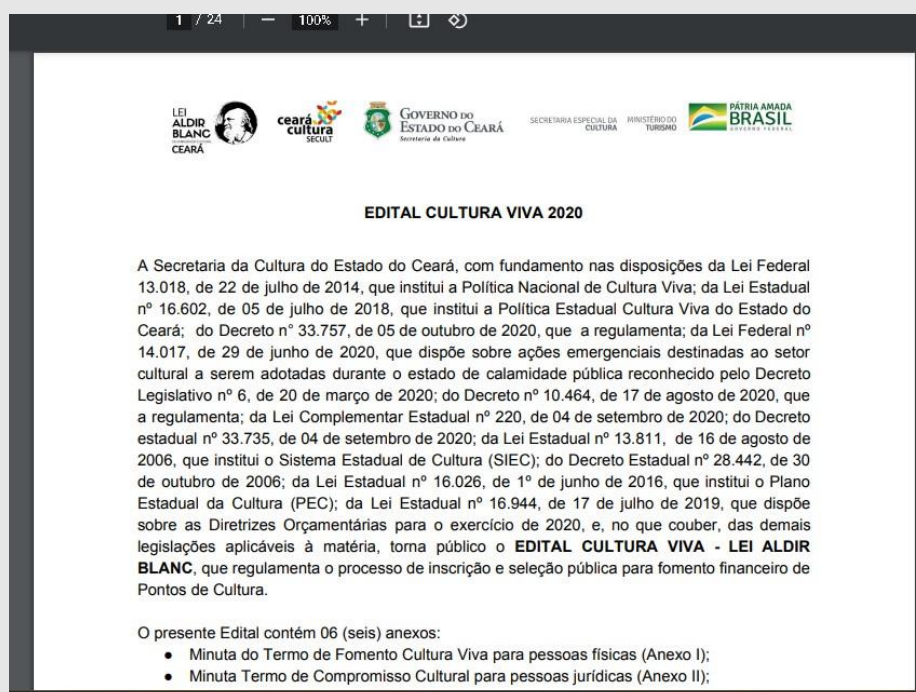 1 / 24 | — 100% + |
LEI
ALDIR
BLANC
CEARÁ
ceará
cultura
SECULT
GOVERNO DO
ESTADO DO CEARÁ
Secretaria da Cultura
SECRETARIA ESPECIAL DA
CULTURA
MINISTÉRIO DO
TURISMO
PÁTRIA AMADA
BRASIL
GOVERNO FEDERAL
EDITAL CULTURA VIVA 2020
A Secretaria da Cultura do Estado do Ceará, com fundamento nas disposições da Lei Federal
13.018, de 22 de julho de 2014, que institui a Política Nacional de Cultura Viva; da Lei Estadual
nº 16.602, de 05 de julho de 2018, que institui a Política Estadual Cultura Viva do Estado do
Ceará; do Decreto n° 33.757, de 05 de outubro de 2020, que a regulamenta; da Lei Federal nº
14.017, de 29 de junho de 2020, que dispõe sobre ações emergenciais destinadas ao setor
cultural a serem adotadas durante o estado de calamidade pública reconhecido pelo Decreto
Legislativo nº 6, de 20 de março de 2020; do Decreto nº 10.464, de 17 de agosto de 2020, que
a regulamenta; da Lei Complementar Estadual nº 220, de 04 de setembro de 2020; do Decreto
estadual nº 33.735, de 04 de setembro de 2020; da Lei Estadual nº 13.811, de 16 de agosto de
2006, que institui o Sistema Estadual de Cultura (SIEC); do Decreto Estadual nº 28.442, de 30
de outubro de 2006; da Lei Estadual nº 16.026, de 1º de junho de 2016, que institui o Plano
Estadual da Cultura (PEC); da Lei Estadual nº 16.944, de 17 de julho de 2019, que dispõe
sobre as Diretrizes Orçamentárias para o exercício de 2020, e, no que couber, das demais
legislações aplicáveis à matéria, torna público o EDITAL CULTURA VIVA - LEI ALDIR
BLANC, que regulamenta o processo de inscrição e seleção pública para fomento financeiro de
Pontos de Cultura.
O presente Edital contém 06 (seis) anexos:
● Minuta do Termo de Fomento Cultura Viva para pessoas físicas (Anexo I);
● Minuta Termo de Compromisso Cultural para pessoas jurídicas (Anexo II);